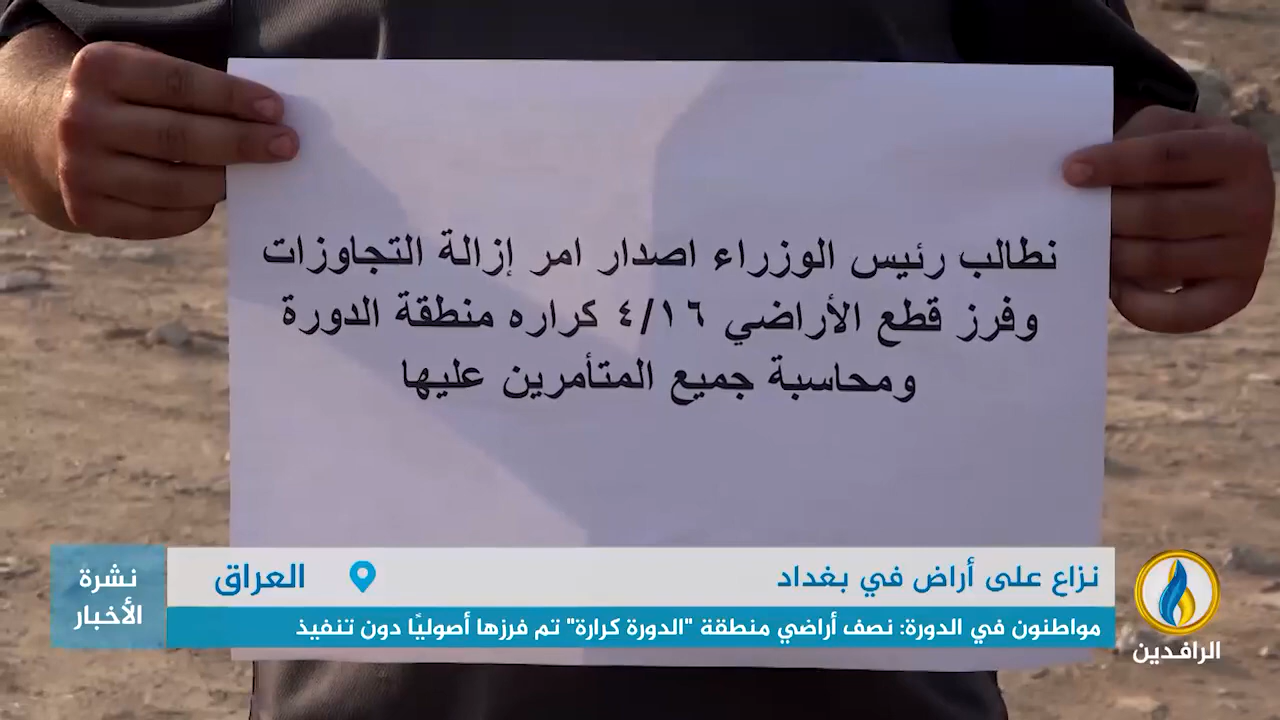 نطالب رئيس الوزراء اصدار امر إزالة التجاوزات
وفرز قطع الأراضي ٤/١٦ كراره منطقة الدورة
ومحاسبة جميع المتأمرين عليها
نزاع على أراض في بغداد
العراق
مواطنون في الدورة: نصف أراضي منطقة "الدورة كرارة" تم فرزها أصوليًا دون تنفيذ
نشرة
الأخبار
الرافدين